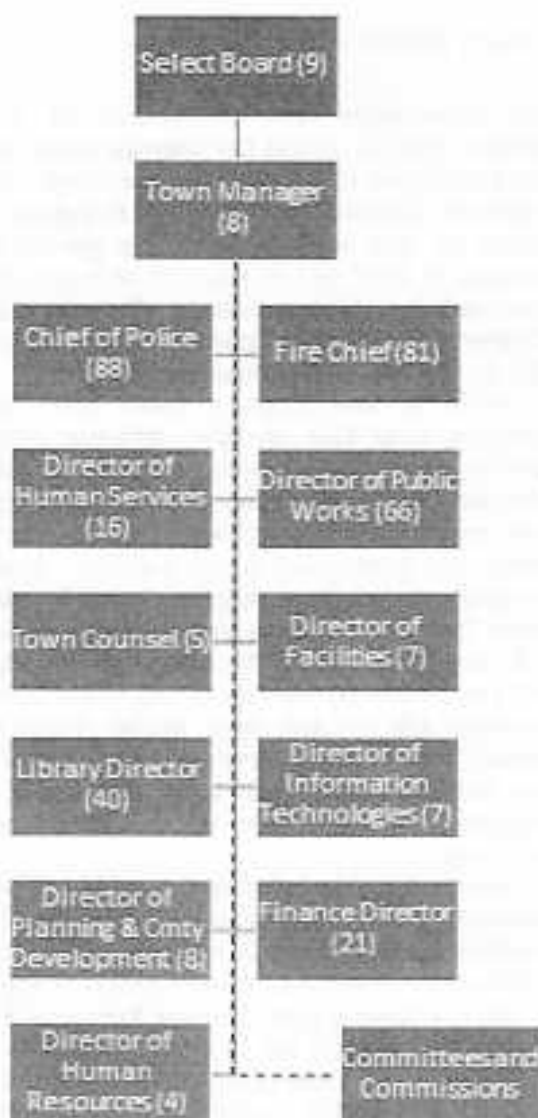 Select Board (9)
Town Manager
(8)
Chief of Police
(88)
Fire Chief (81)
Director of
Human Services
(16)
Director of Public
Works (66)
Town Counsel (5)
Director of
Facilities (7)
Library Director
(40)
Director of
Information
Technologies (7)
Director of
Planning & Cmty
Development (8)
Finance Director
(21)
Director of
Human
Resources (4)
Committees and
Commissions